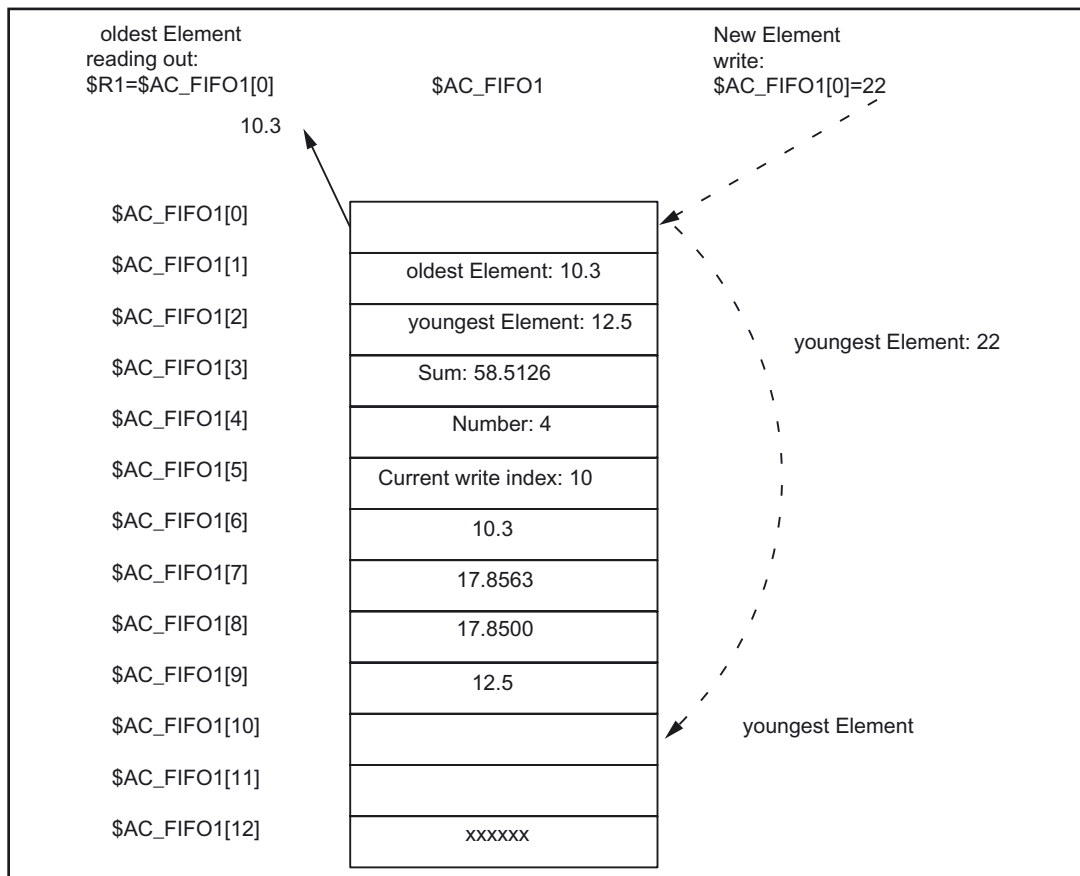 oldest Element
reading out:
$R1=$AC_FIFO1[0]
$AC_FIFO1
New Element
write:
$AC_FIFO1[0]=22
10.3
$AC_FIFO1[0]
$AC_FIFO1[1]
oldest Element: 10.3
$AC_FIFO1[2]
youngest Element: 12.5
youngest Element: 22
$AC_FIFO1[3]
Sum: 58.5126
$AC_FIFO1[4]
Number: 4
$AC_FIFO1[5]
Current write index: 10
$AC_FIFO1[6]
10.3
$AC_FIFO1[7]
17.8563
$AC_FIFO1[8]
17.8500
$AC_FIFO1[9]
12.5
$AC_FIFO1[10]
youngest Element
$AC_FIFO1[11]
$AC_FIFO1[12]
xxxxxx